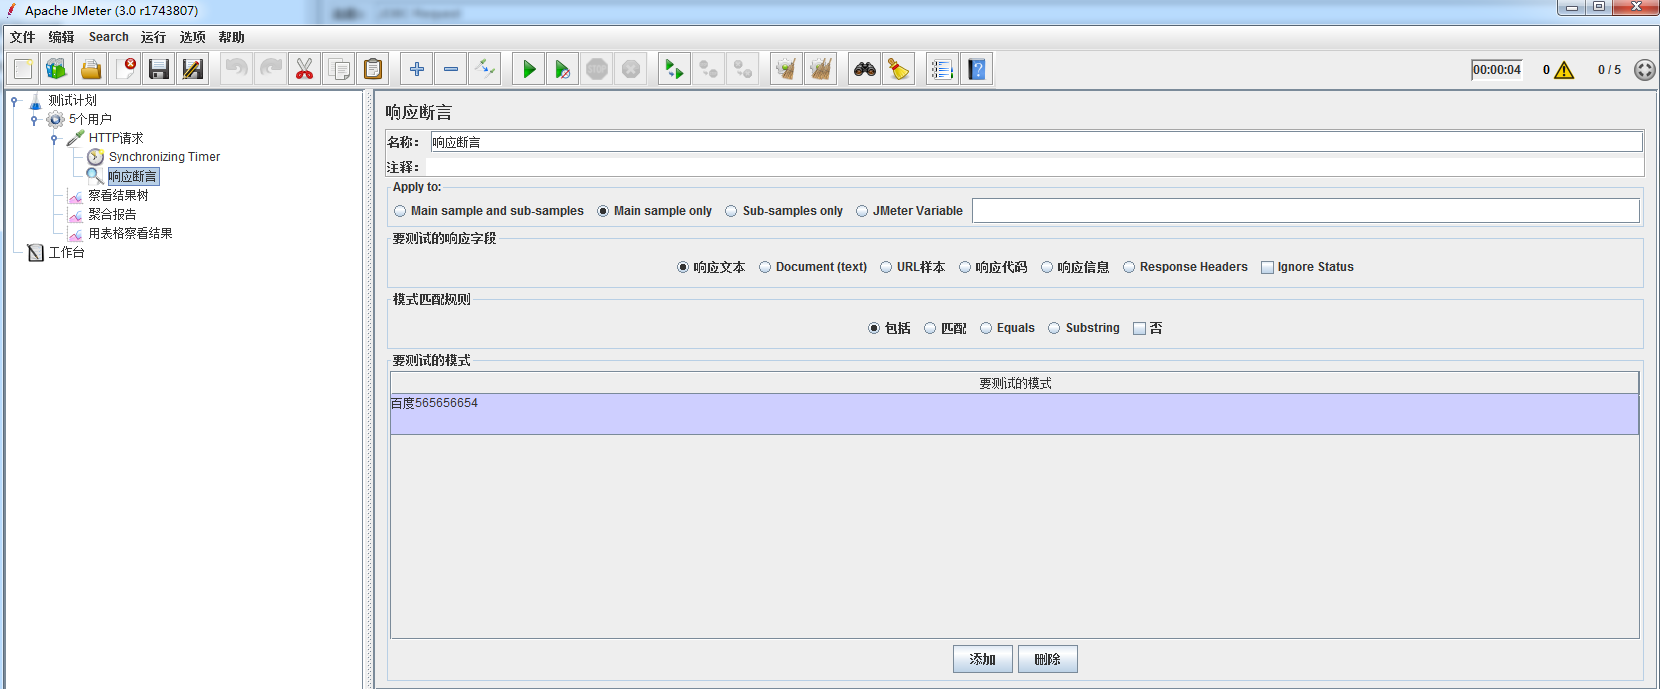 Apache JMeter (3.0 r1743807)
文件 编辑 Search 运行 选项 帮助
00:00:04 0 0 / 5
测试计划
5个用户
HTTP请求
Synchronizing Timer
响应断言
察看结果树
聚合报告
用表格察看结果
工作台
响应断言
名称： 响应断言
注释：
Apply to:
Main sample and sub-samples Main sample only Sub-samples only JMeter Variable
要测试的响应字段
响应文本 Document (text) URL样本 响应代码 响应信息 Response Headers Ignore Status
模式匹配规则
包括 匹配 Equals Substring 否
要测试的模式
要测试的模式
百度565656654
添加 删除